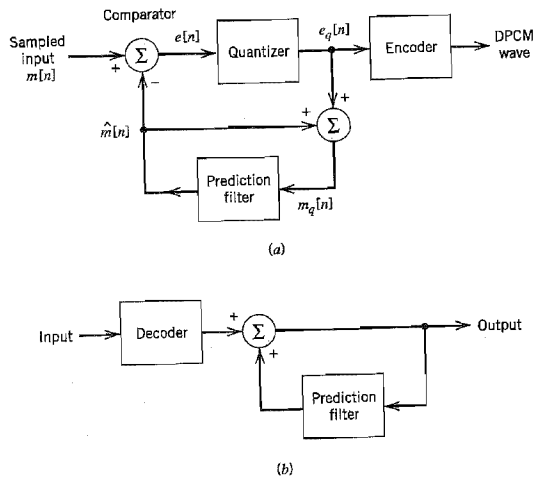 Comparator
Sampled
input
m[n]
Σ
+
−
e[n]
Quantizer
e_q[n]
Encoder
DPCM
wave
+
+
Σ
m̂[n]
Prediction
filter
m_q[n]
(a)
Input
Decoder
+
Σ
+
Output
Prediction
filter
(b)